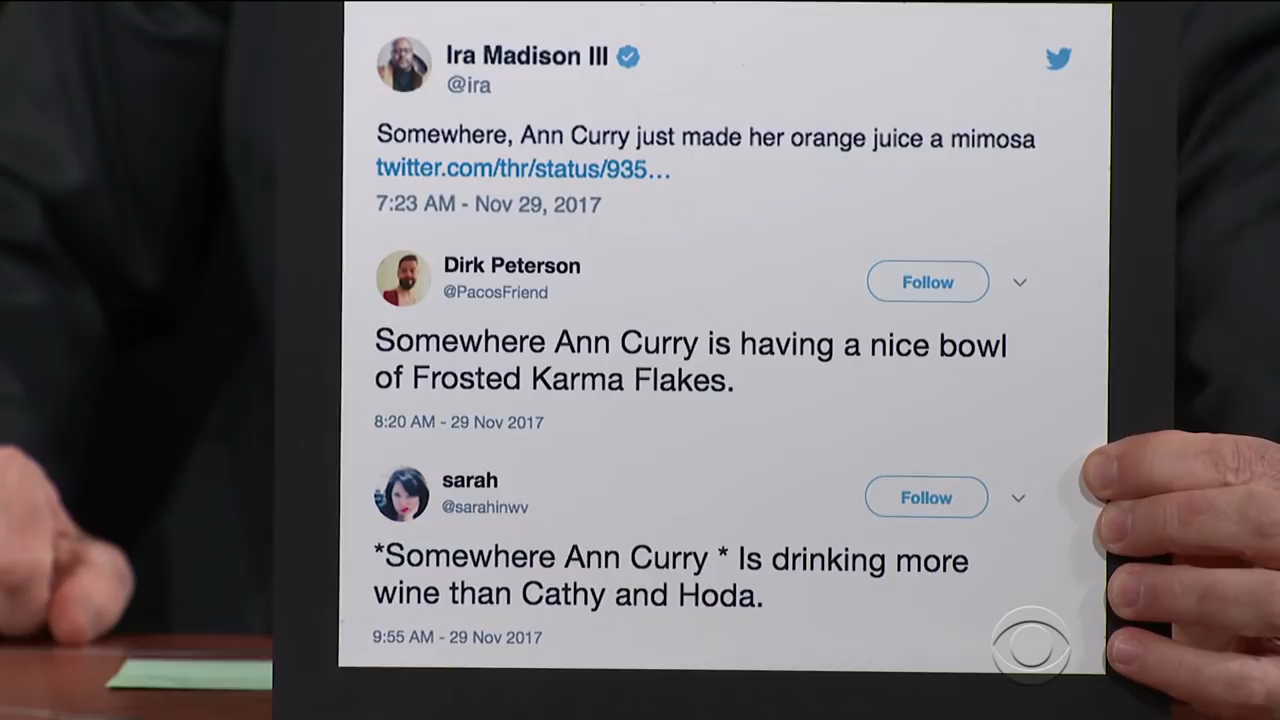 Ira Madison III
@ira
Somewhere, Ann Curry just made her orange juice a mimosa
twitter.com/thr/status/935...
7:23 AM - Nov 29, 2017
Dirk Peterson
@PacosFriend
Follow
Somewhere Ann Curry is having a nice bowl
of Frosted Karma Flakes.
8:20 AM - 29 Nov 2017
sarah
@sarahinwv
Follow
*Somewhere Ann Curry * Is drinking more
wine than Cathy and Hoda.
9:55 AM - 29 Nov 2017